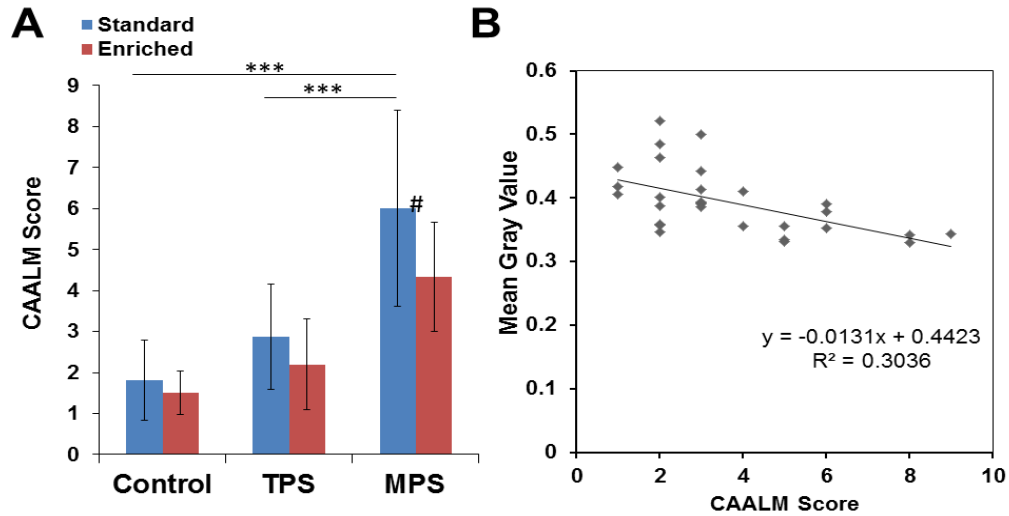 A
Standard
Enriched
***
***
#
9
8
7
6
5
4
3
2
1
0
CAALM Score
Control TPS MPS
B
0.6
0.5
0.4
0.3
0.2
0.1
0
Mean Gray Value
y = -0.0131x + 0.4423
R² = 0.3036
0 2 4 6 8 10
CAALM Score